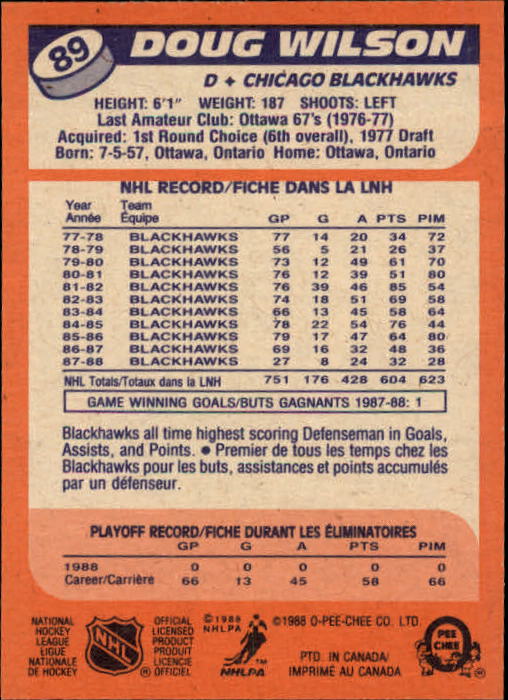 89
DOUG WILSON
D + CHICAGO BLACKHAWKS
HEIGHT: 6'1" WEIGHT: 187 SHOOTS: LEFT
Last Amateur Club: Ottawa 67's (1976-77)
Acquired: 1st Round Choice (6th overall), 1977 Draft
Born: 7-5-57, Ottawa, Ontario Home: Ottawa, Ontario
NHL RECORD/FICHE DANS LA LNH
Year Team
Année Équipe GP G A PTS PIM
77-78 BLACKHAWKS 77 14 20 34 72
78-79 BLACKHAWKS 56 5 21 26 37
79-80 BLACKHAWKS 73 12 49 61 70
80-81 BLACKHAWKS 76 12 39 51 80
81-82 BLACKHAWKS 76 39 46 85 54
82-83 BLACKHAWKS 74 18 51 69 58
83-84 BLACKHAWKS 66 13 45 58 64
84-85 BLACKHAWKS 78 22 54 76 44
85-86 BLACKHAWKS 79 17 47 64 80
86-87 BLACKHAWKS 69 16 32 48 36
87-88 BLACKHAWKS 27 8 24 32 28
NHL Totals/Totaux dans la LNH 751 176 428 604 623
GAME WINNING GOALS/BUTS GAGNANTS 1987-88: 1
Blackhawks all time highest scoring Defenseman in Goals,
Assists, and Points. ● Premier de tous les temps chez les
Blackhawks pour les buts, assistances et points accumulés
par un défenseur.
PLAYOFF RECORD/FICHE DURANT LES ÉLIMINATOIRES
GP G A PTS PIM
1988 0 0 0 0 0
Career/Carrière 66 13 45 58 66
NATIONAL
HOCKEY
LEAGUE
LIGUE
NATIONALE
DE HOCKEY
NHL
®
OFFICIAL
LICENSED
PRODUCT
PRODUIT
LICENCIE
OFFICIEL
© 1988
NHLPA
NHLPA
™
©1988 O-PEE-CHEE CO. LTD.
PTD. IN CANADA/
IMPRIMÉ AU CANADA
O
PEE
CHEE
®